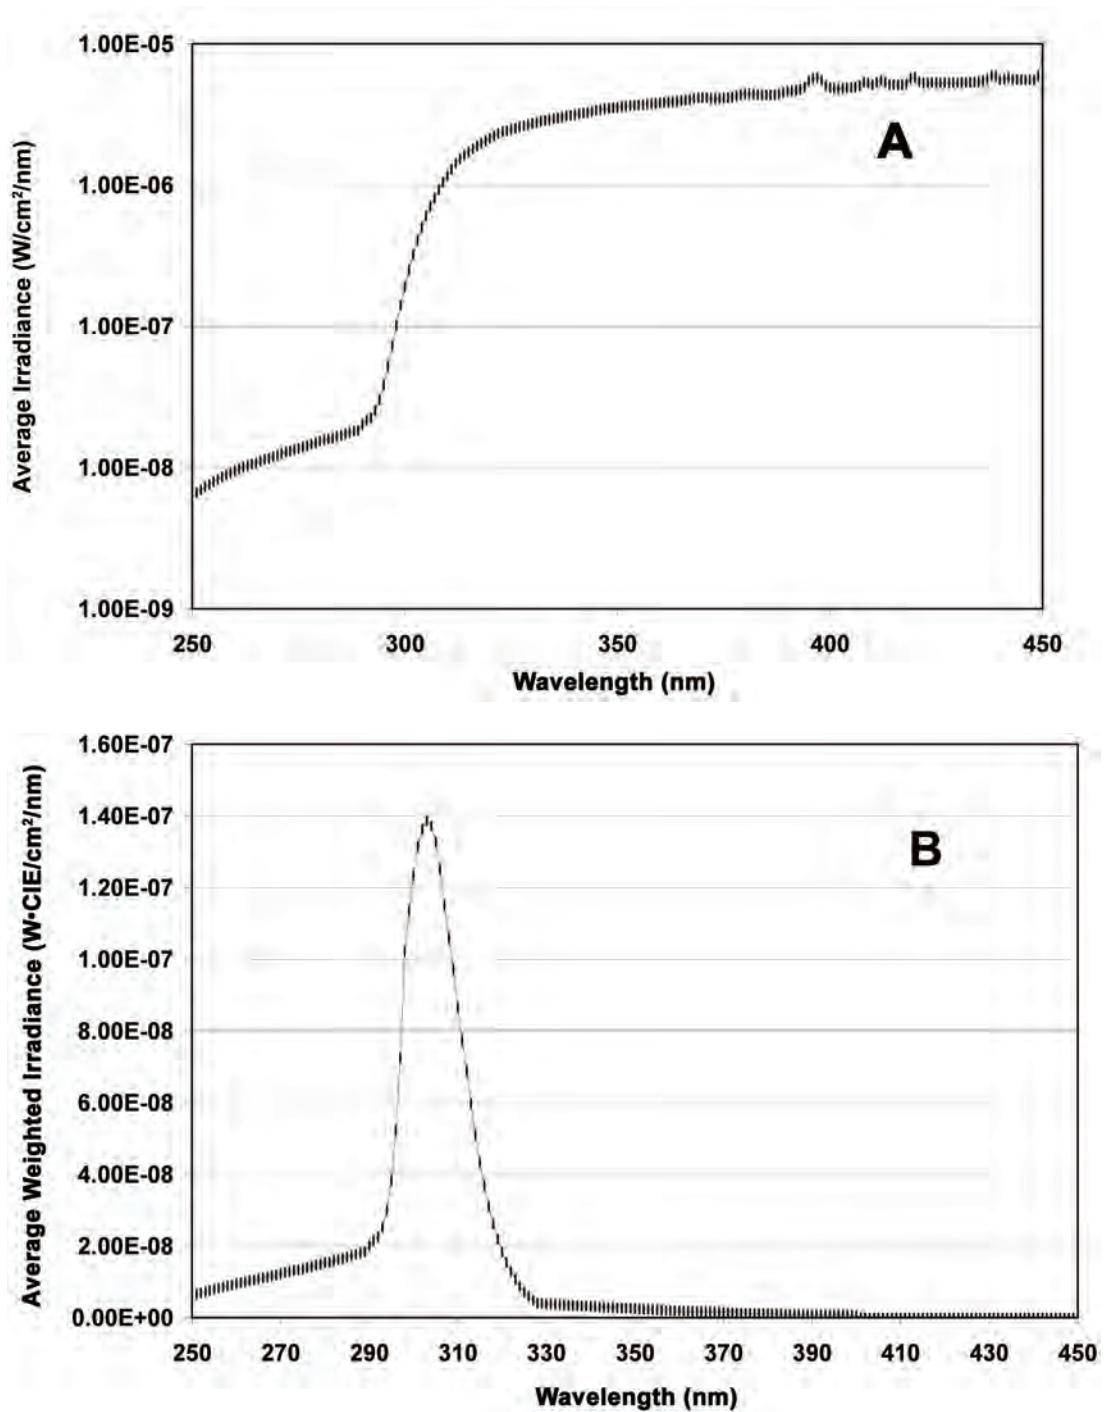 1.00E-05
1.00E-06
1.00E-07
1.00E-08
1.00E-09
Average Irradiance (W/cm²/nm)
A
250 300 350 400 450
Wavelength (nm)
1.60E-07
1.40E-07
1.20E-07
1.00E-07
8.00E-08
6.00E-08
4.00E-08
2.00E-08
0.00E+00
Average Weighted Irradiance (W•CIE/cm²/nm)
B
250 270 290 310 330 350 370 390 410 430 450
Wavelength (nm)